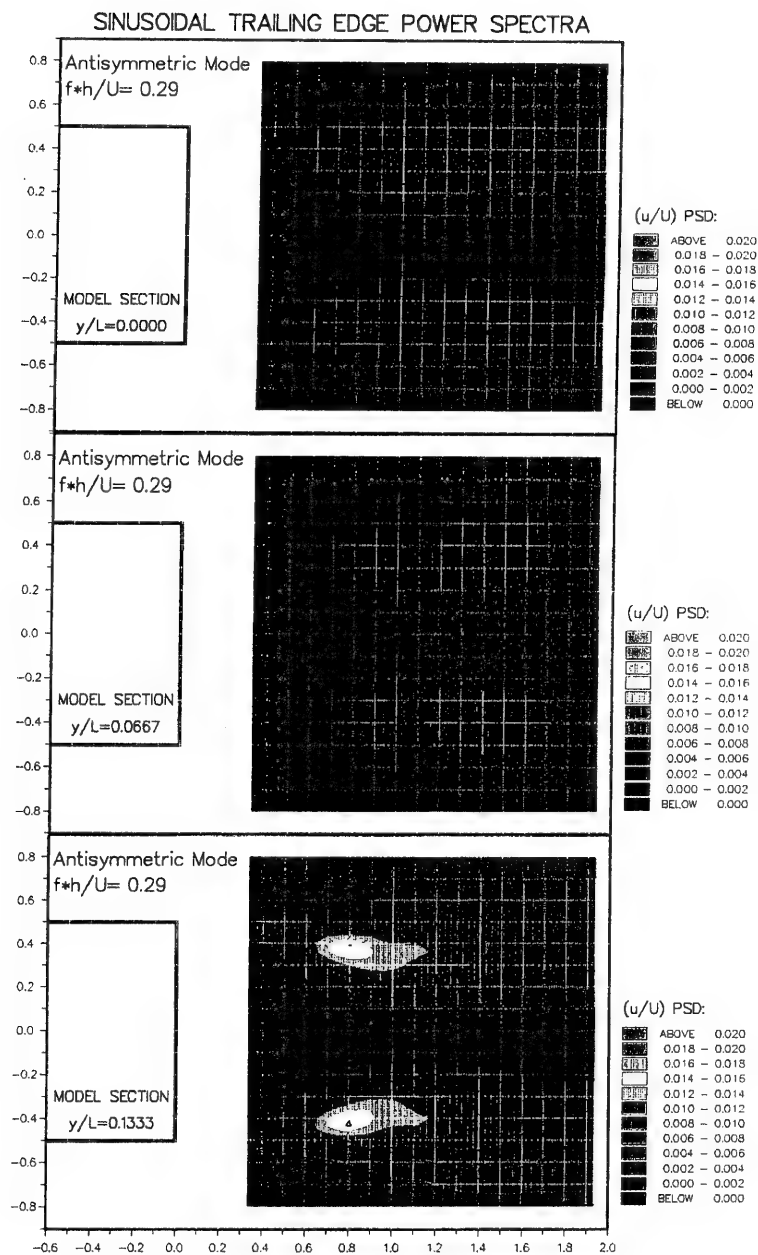 SINUSOIDAL TRAILING EDGE POWER SPECTRA
Antisymmetric Mode
f*h/U= 0.29
0.8
0.6
0.4
0.2
0.0
−0.2
−0.4
−0.6
−0.8
MODEL SECTION
y/L=0.0000
(u/U) PSD:
ABOVE 0.020
0.018 − 0.020
0.016 − 0.018
0.014 − 0.016
0.012 − 0.014
0.010 − 0.012
0.008 − 0.010
0.006 − 0.008
0.004 − 0.006
0.002 − 0.004
0.000 − 0.002
BELOW 0.000
Antisymmetric Mode
f*h/U= 0.29
0.8
0.6
0.4
0.2
0.0
−0.2
−0.4
−0.6
−0.8
MODEL SECTION
y/L=0.0667
(u/U) PSD:
ABOVE 0.020
0.018 − 0.020
0.016 − 0.018
0.014 − 0.016
0.012 − 0.014
0.010 − 0.012
0.008 − 0.010
0.006 − 0.008
0.004 − 0.006
0.002 − 0.004
0.000 − 0.002
BELOW 0.000
Antisymmetric Mode
f*h/U= 0.29
0.8
0.6
0.4
0.2
0.0
−0.2
−0.4
−0.6
−0.8
MODEL SECTION
y/L=0.1333
(u/U) PSD:
ABOVE 0.020
0.018 − 0.020
0.016 − 0.018
0.014 − 0.016
0.012 − 0.014
0.010 − 0.012
0.008 − 0.010
0.006 − 0.008
0.004 − 0.006
0.002 − 0.004
0.000 − 0.002
BELOW 0.000
−0.6 −0.4 −0.2 0.0 0.2 0.4 0.6 0.8 1.0 1.2 1.4 1.6 1.8 2.0